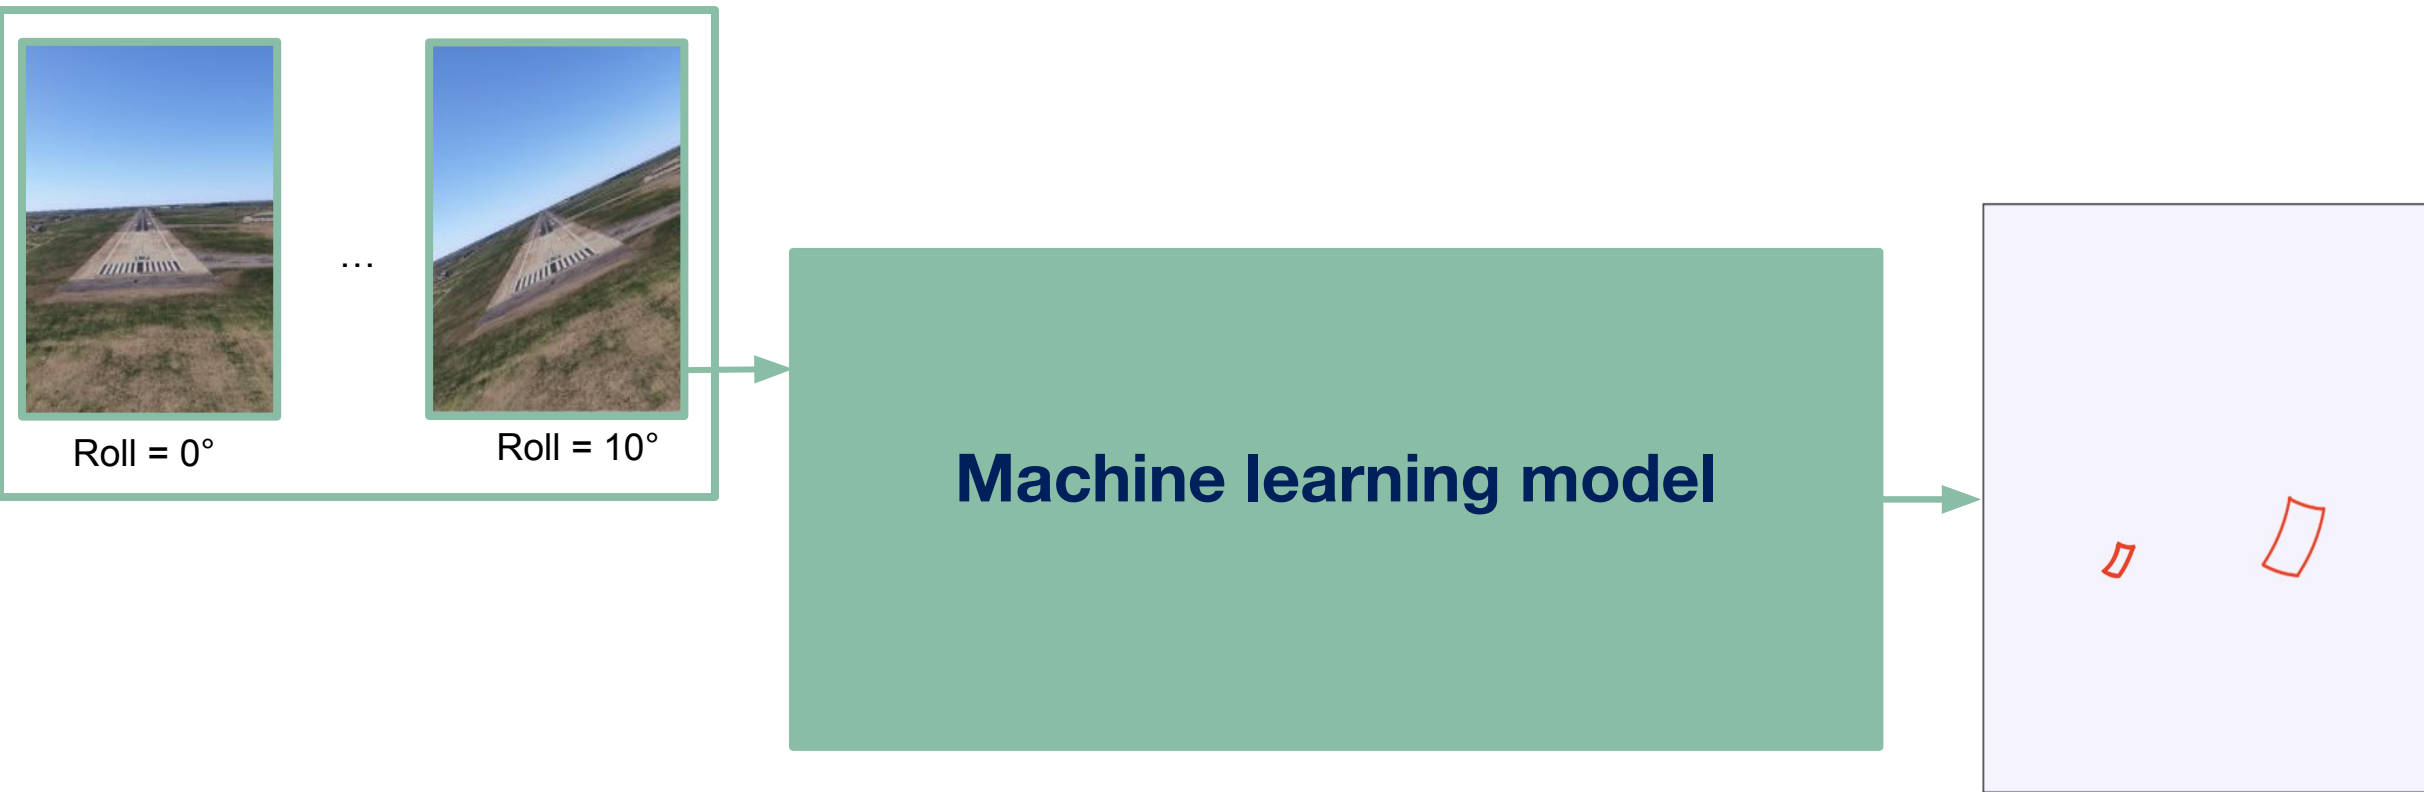 ...
...
Roll = 0°
Roll = 10°
Machine learning model